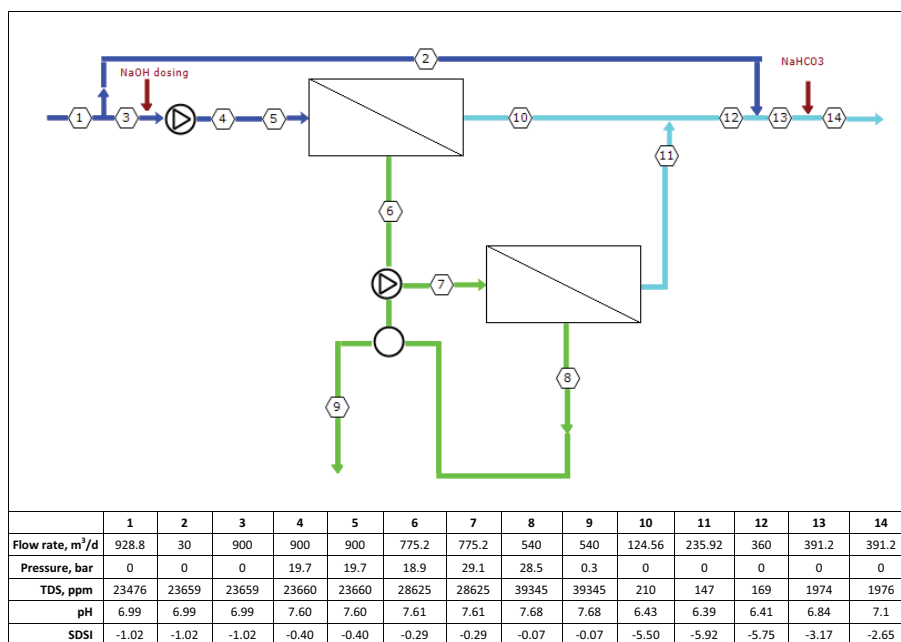 2
NaOH dosing
NaHCO3
1
3
4
5
10
12
13
14
11
6
7
8
9
1 2 3 4 5 6 7 8 9 10 11 12 13 14
Flow rate, m³/d 928.8 30 900 900 900 775.2 775.2 540 540 124.56 235.92 360 391.2 391.2
Pressure, bar 0 0 0 19.7 19.7 18.9 29.1 28.5 0.3 0 0 0 0 0
TDS, ppm 23476 23659 23659 23660 23660 28625 28625 39345 39345 210 147 169 1974 1976
pH 6.99 6.99 6.99 7.60 7.60 7.61 7.61 7.68 7.68 6.43 6.39 6.41 6.84 7.1
SDSI -1.02 -1.02 -1.02 -0.40 -0.40 -0.29 -0.29 -0.07 -0.07 -5.50 -5.92 -5.75 -3.17 -2.65